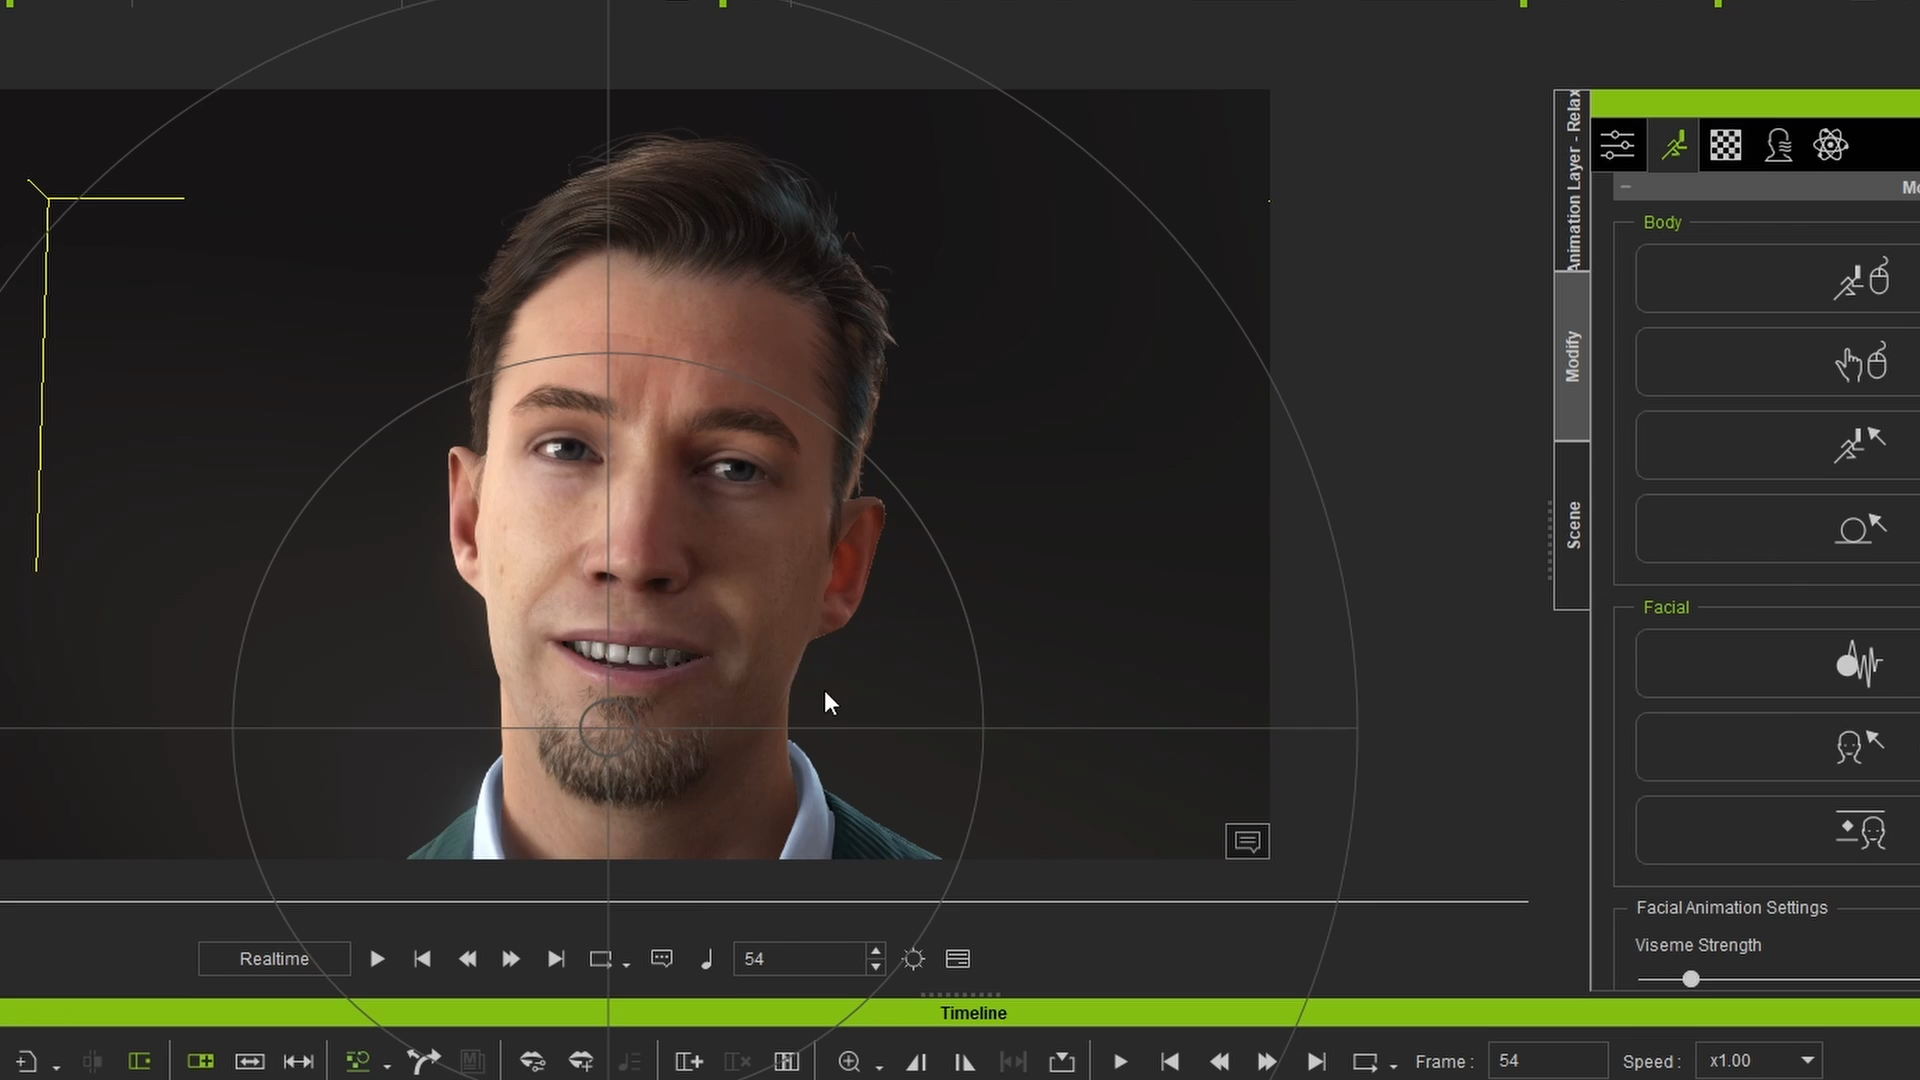 Animation Layer - Relax
Modify
Scene
Body
Facial
Facial Animation Settings
Viseme Strength
Realtime
54
Timeline
Frame :
54
Speed :
x1.00